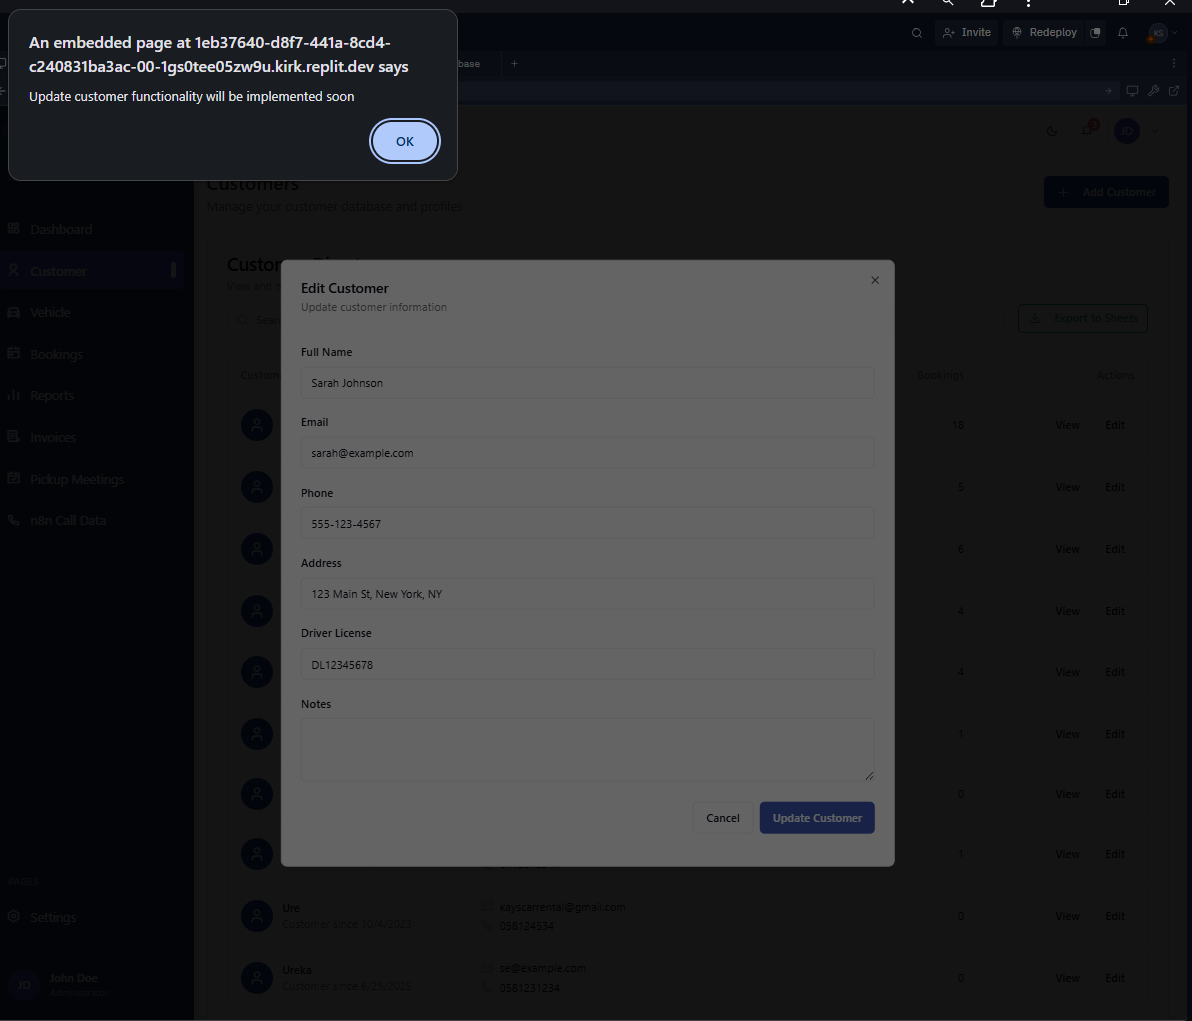 An embedded page at 1eb37640-d8f7-441a-8cd4-
c240831ba3ac-00-1gs0tee05zw9u.kirk.replit.dev says
Update customer functionality will be implemented soon
OK
base
Invite
Redeploy
KS
3
JD
Customers
Manage your customer database and profiles
Add Customer
Dashboard
Customer
Vehicle
Bookings
Reports
Invoices
Pickup Meetings
n8n Call Data
PAGES
Settings
JD
John Doe
Administrator
View and
Export to Sheets
Bookings
Actions
Edit Customer
Update customer information
Full Name
Sarah Johnson
Email
sarah@example.com
Phone
555-123-4567
Address
123 Main St, New York, NY
Driver License
DL12345678
Notes
Cancel
Update Customer
18 View Edit
5 View Edit
6 View Edit
4 View Edit
4 View Edit
1 View Edit
0 View Edit
1 View Edit
Ure
Customer since 10/4/2023
kayscarrental@gmail.com
058124534
0 View Edit
Ureka
Customer since 6/25/2025
se@example.com
0581231234
0 View Edit